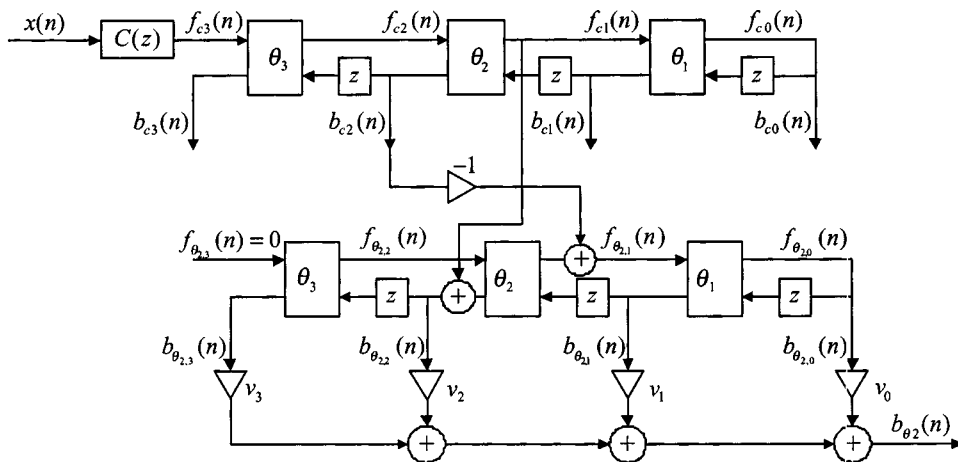 x(n) C(z) f_{c3}(n) θ_3 f_{c2}(n) θ_2 f_{c1}(n) θ_1 f_{c0}(n)
z z z
b_{c3}(n) b_{c2}(n) b_{c1}(n) b_{c0}(n)
−1
f_{θ_{2,3}}(n) = 0 θ_3 f_{θ_{2,2}}(n) θ_2 + f_{θ_{2,1}}(n) θ_1 f_{θ_{2,0}}(n)
z + z z
b_{θ_{2,3}}(n) b_{θ_{2,2}}(n) b_{θ_{2,1}}(n) b_{θ_{2,0}}(n)
v_3 v_2 v_1 v_0
+ + + b_{θ2}(n)